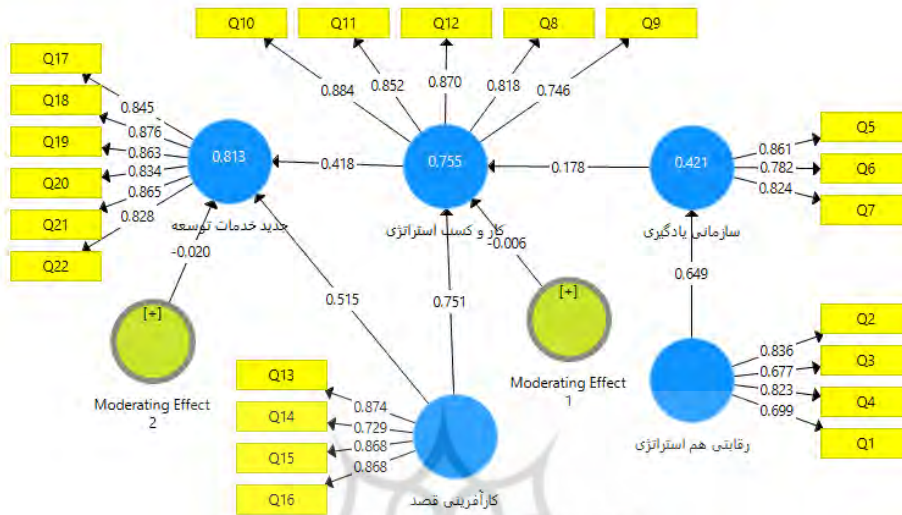 Q10
Q11
Q12
Q8
Q9
Q17
Q18
Q19
Q20
Q21
Q22
0.845
0.876
0.863
0.834
0.865
0.828
0.884
0.852
0.870
0.818
0.746
0.813
0.418
0.755
0.178
0.421
0.861
0.782
0.824
Q5
Q6
Q7
جدید خدمات توسعه
کار و کسب استراتژی
سازمانی یادگیری
-0.020
-0.006
0.515
0.751
0.649
[+]
Moderating Effect
2
[+]
Moderating Effect
1
Q13
Q14
Q15
Q16
0.874
0.729
0.868
0.868
کارآفرینی قصد
0.836
0.677
0.823
0.699
Q2
Q3
Q4
Q1
رقابتی هم استراتژی